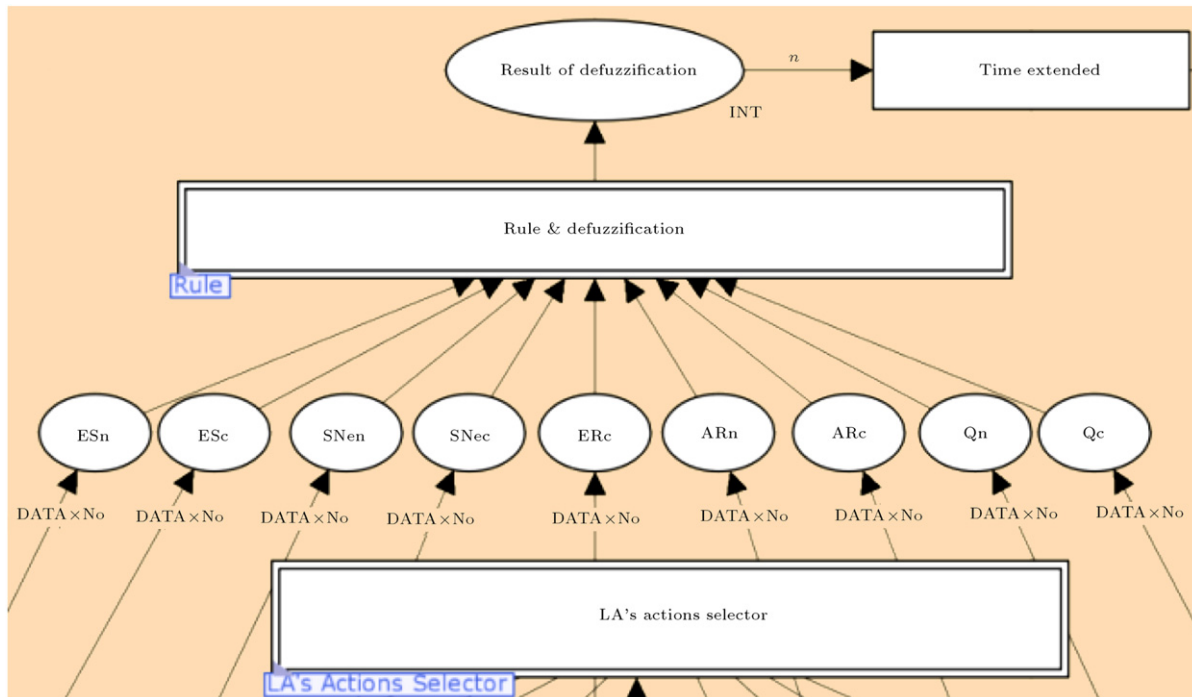 Result of defuzzification
n
Time extended
INT
Rule & defuzzification
Rule
ESn
ESc
SNen
SNec
ERc
ARn
ARc
Qn
Qc
DATA×No
DATA×No
DATA×No
DATA×No
DATA×No
DATA×No
DATA×No
DATA×No
DATA×No
LA's actions selector
LA's Actions Selector